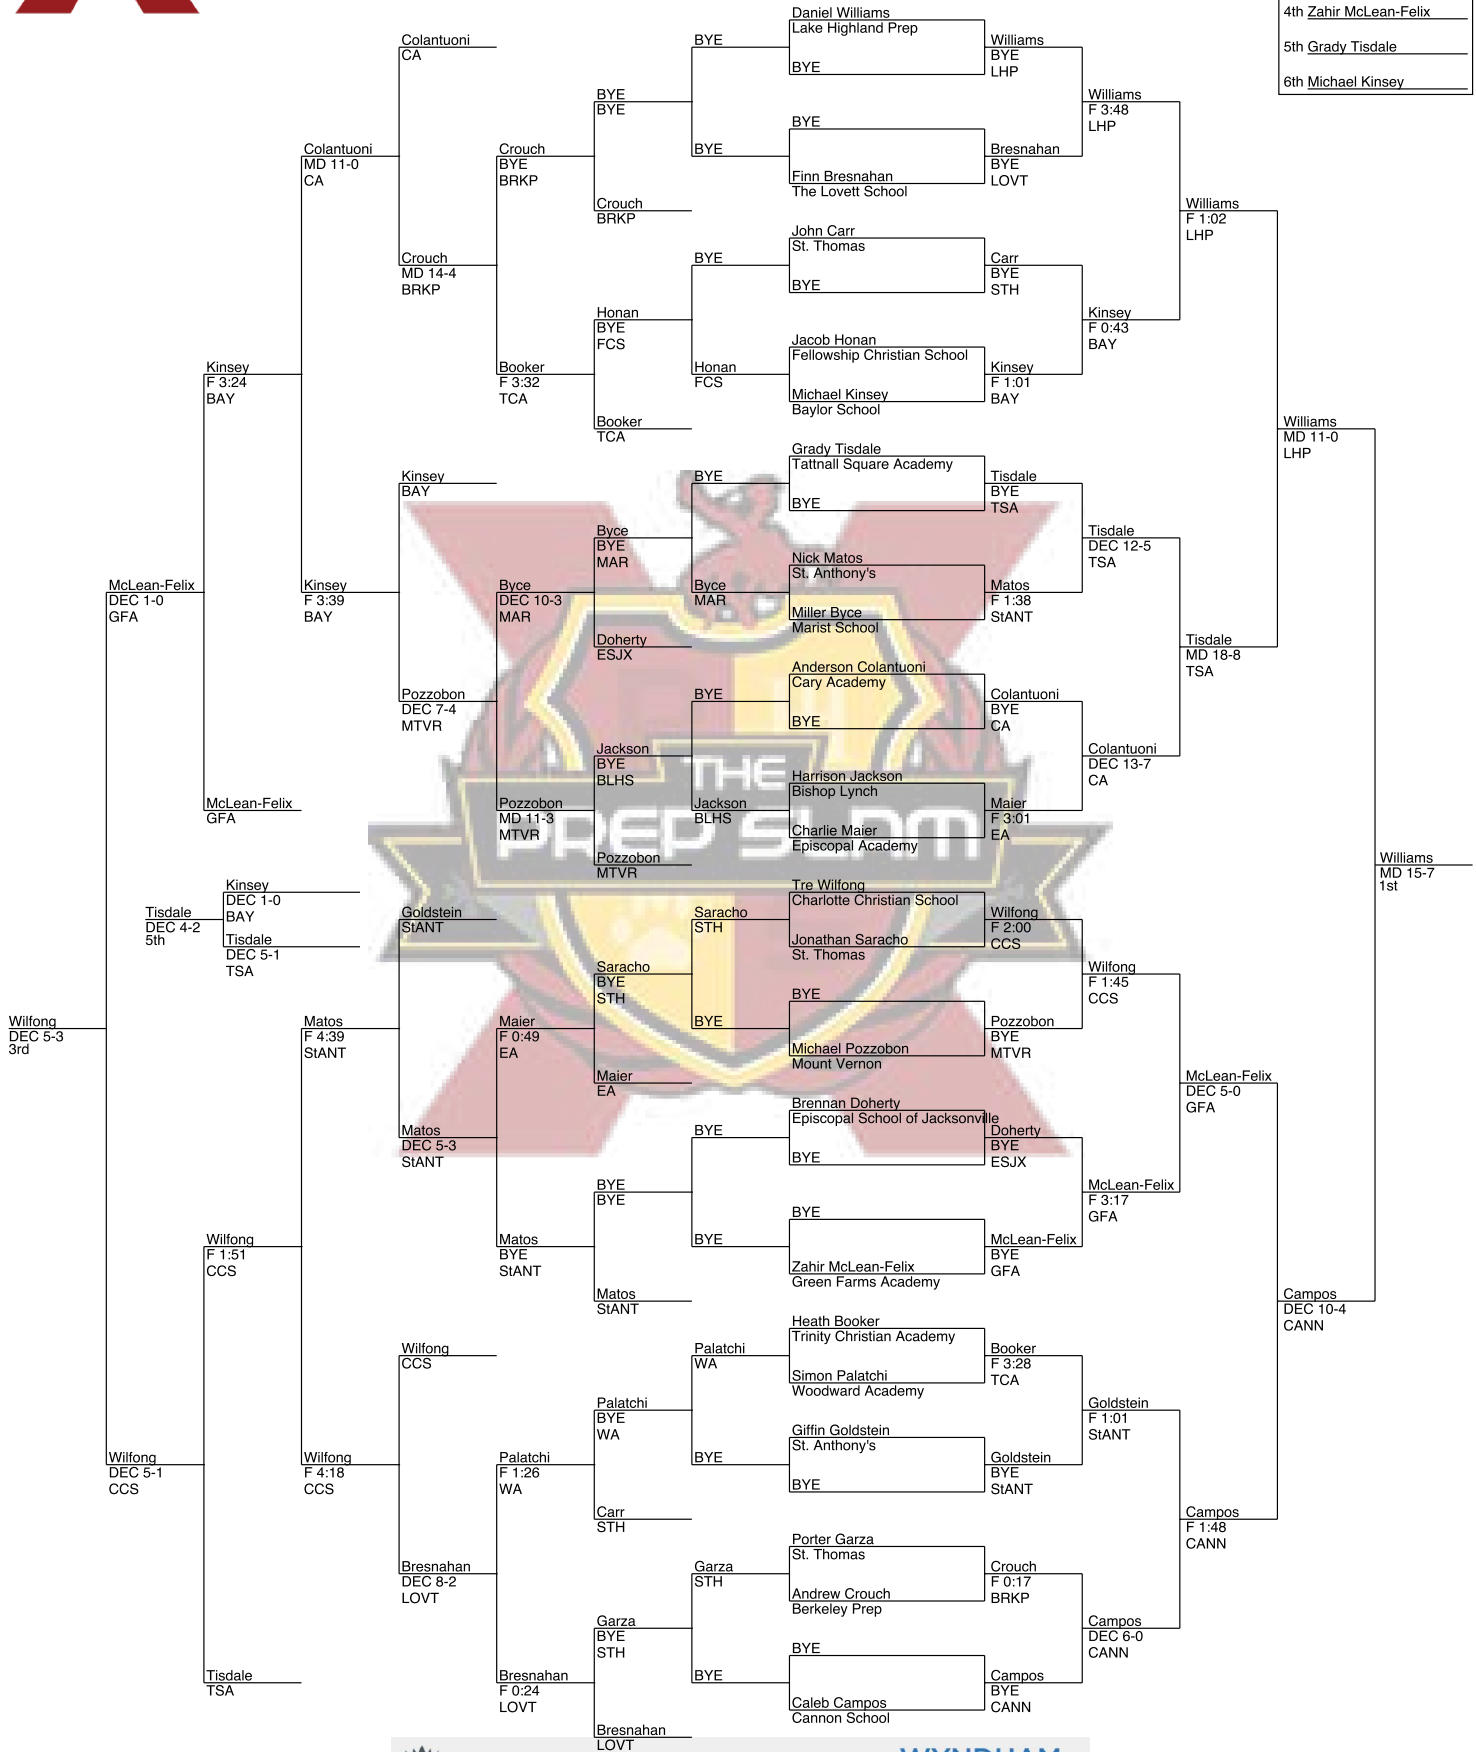 4th Zahir McLean-Felix
5th Grady Tisdale
6th Michael Kinsey
Daniel Williams
Lake Highland Prep
BYE
BYE
Finn Bresnahan
The Lovett School
John Carr
St. Thomas
BYE
Jacob Honan
Fellowship Christian School
Michael Kinsey
Baylor School
Grady Tisdale
Tattnall Square Academy
BYE
Nick Matos
St. Anthony's
Miller Byce
Marist School
Anderson Colantuoni
Cary Academy
BYE
Harrison Jackson
Bishop Lynch
Charlie Maier
Episcopal Academy
Tre Wilfong
Charlotte Christian School
Jonathan Saracho
St. Thomas
BYE
Michael Pozzobon
Mount Vernon
Brennan Doherty
Episcopal School of Jacksonville
BYE
BYE
Zahir McLean-Felix
Green Farms Academy
Heath Booker
Trinity Christian Academy
Simon Palatchi
Woodward Academy
Giffin Goldstein
St. Anthony's
BYE
Porter Garza
St. Thomas
Andrew Crouch
Berkeley Prep
BYE
Caleb Campos
Cannon School
Williams
BYE
LHP
Bresnahan
BYE
LOVT
Carr
BYE
STH
Kinsey
F 1:01
BAY
Tisdale
BYE
TSA
Matos
F 1:38
StANT
Colantuoni
BYE
CA
Maier
F 3:01
EA
Wilfong
F 2:00
CCS
Pozzobon
BYE
MTVR
Doherty
BYE
ESJX
McLean-Felix
BYE
GFA
Booker
F 3:28
TCA
Goldstein
BYE
StANT
Crouch
F 0:17
BRKP
Campos
BYE
CANN
Williams
F 3:48
LHP
Kinsey
F 0:43
BAY
Tisdale
DEC 12-5
TSA
Colantuoni
DEC 13-7
CA
Wilfong
F 1:45
CCS
McLean-Felix
F 3:17
GFA
Goldstein
F 1:01
StANT
Campos
DEC 6-0
CANN
Williams
F 1:02
LHP
Tisdale
MD 18-8
TSA
McLean-Felix
DEC 5-0
GFA
Campos
F 1:48
CANN
Williams
MD 11-0
LHP
Campos
DEC 10-4
CANN
Williams
MD 15-7
1st
BYE
BYE
BYE
Honan
FCS
BYE
Byce
MAR
BYE
Jackson
BLHS
Saracho
STH
BYE
BYE
BYE
Palatchi
WA
BYE
Garza
STH
BYE
BYE
BYE
Crouch
BRKP
Honan
BYE
FCS
Booker
TCA
Byce
BYE
MAR
Doherty
ESJX
Jackson
BYE
BLHS
Pozzobon
MTVR
Saracho
BYE
STH
Maier
EA
BYE
BYE
Matos
StANT
Palatchi
BYE
WA
Carr
STH
Garza
BYE
STH
Bresnahan
LOVT
Crouch
BYE
BRKP
Booker
F 3:32
TCA
Byce
DEC 10-3
MAR
Pozzobon
MD 11-3
MTVR
Maier
F 0:49
EA
Matos
BYE
StANT
Palatchi
F 1:26
WA
Bresnahan
F 0:24
LOVT
Colantuoni
CA
Crouch
MD 14-4
BRKP
Kinsey
BAY
Pozzobon
DEC 7-4
MTVR
Goldstein
StANT
Matos
DEC 5-3
StANT
Wilfong
CCS
Bresnahan
DEC 8-2
LOVT
Colantuoni
MD 11-0
CA
Kinsey
F 3:39
BAY
Matos
F 4:39
StANT
Wilfong
F 4:18
CCS
Kinsey
F 3:24
BAY
McLean-Felix
GFA
Wilfong
F 1:51
CCS
Tisdale
TSA
McLean-Felix
DEC 1-0
GFA
Wilfong
DEC 5-1
CCS
Wilfong
DEC 5-3
3rd
Kinsey
DEC 1-0
BAY
Tisdale
DEC 5-1
TSA
Tisdale
DEC 4-2
5th
THE
PREP SLAM
WYNDHAM